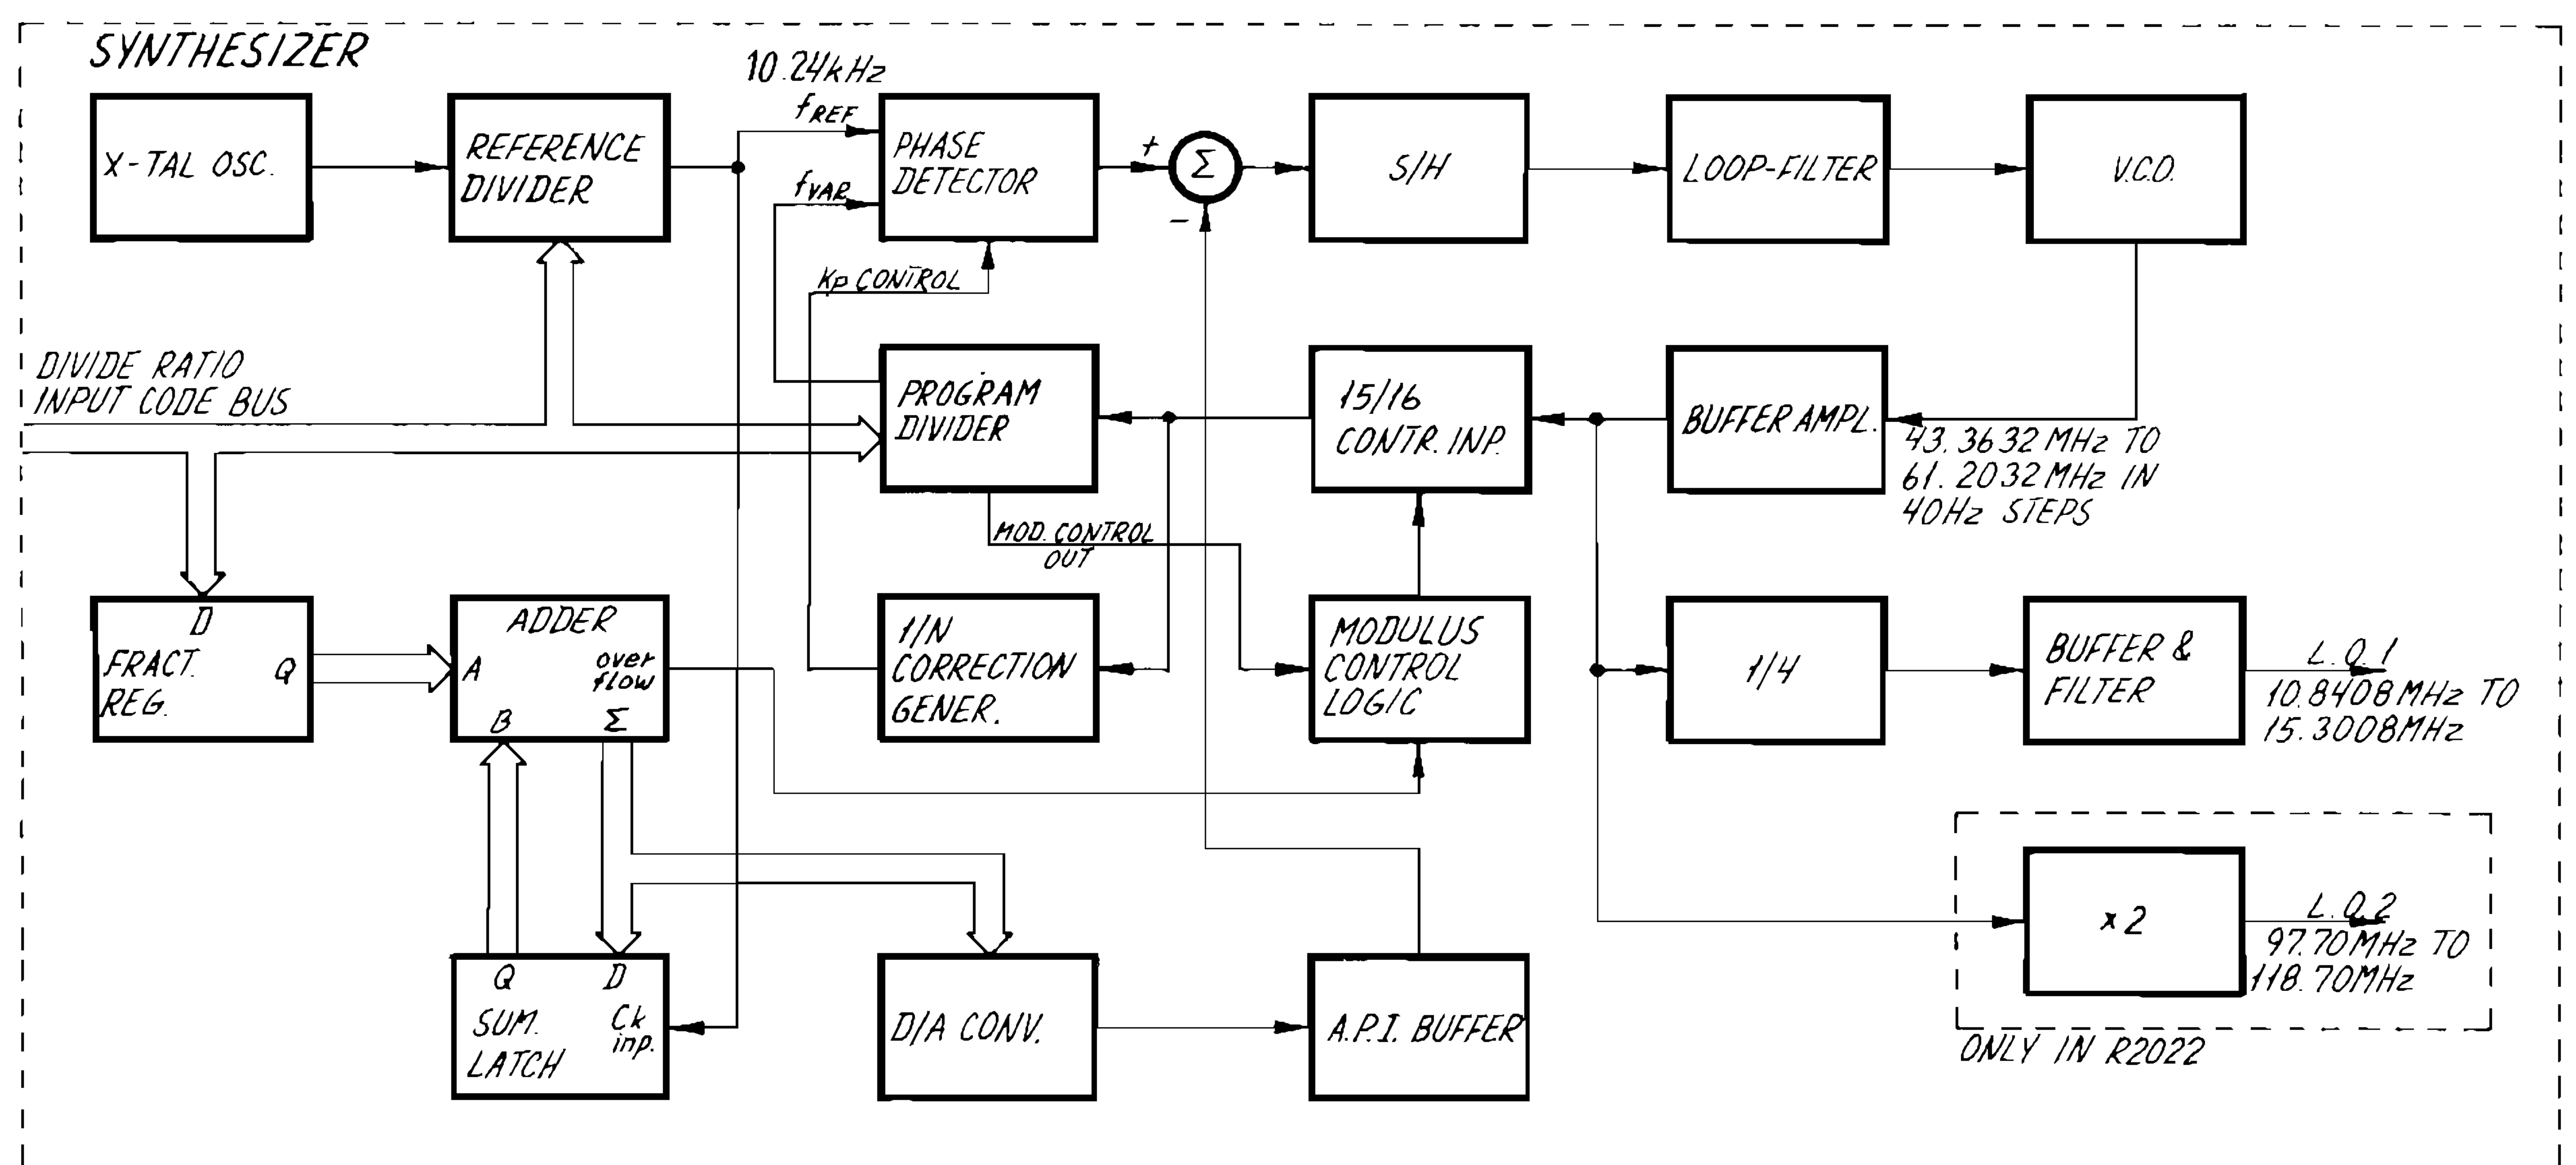 SYNTHESIZER
X-TAL OSC.
REFERENCE
DIVIDER
10.24kHz
fREF
fVAR
PHASE
DETECTOR
+
Σ
-
S/H
LOOP-FILTER
V.C.O.
Kp CONTROL
DIVIDE RATIO
INPUT CODE BUS
PROGRAM
DIVIDER
15/16
CONTR. INP.
BUFFER AMPL.
43.3632 MHz TO
61.2032 MHz IN
40Hz STEPS
MOD. CONTROL
OUT
D
FRACT.
REG.
Q
ADDER
A
over
flow
B
Σ
1/N
CORRECTION
GENER.
MODULUS
CONTROL
LOGIC
1/4
BUFFER &
FILTER
L.O.1
10.8408MHz TO
15.3008MHz
Q
D
SUM.
LATCH
Ck
inp.
D/A CONV.
A.P.I. BUFFER
x2
L.O.2
97.70MHz TO
118.70MHz
ONLY IN R2022